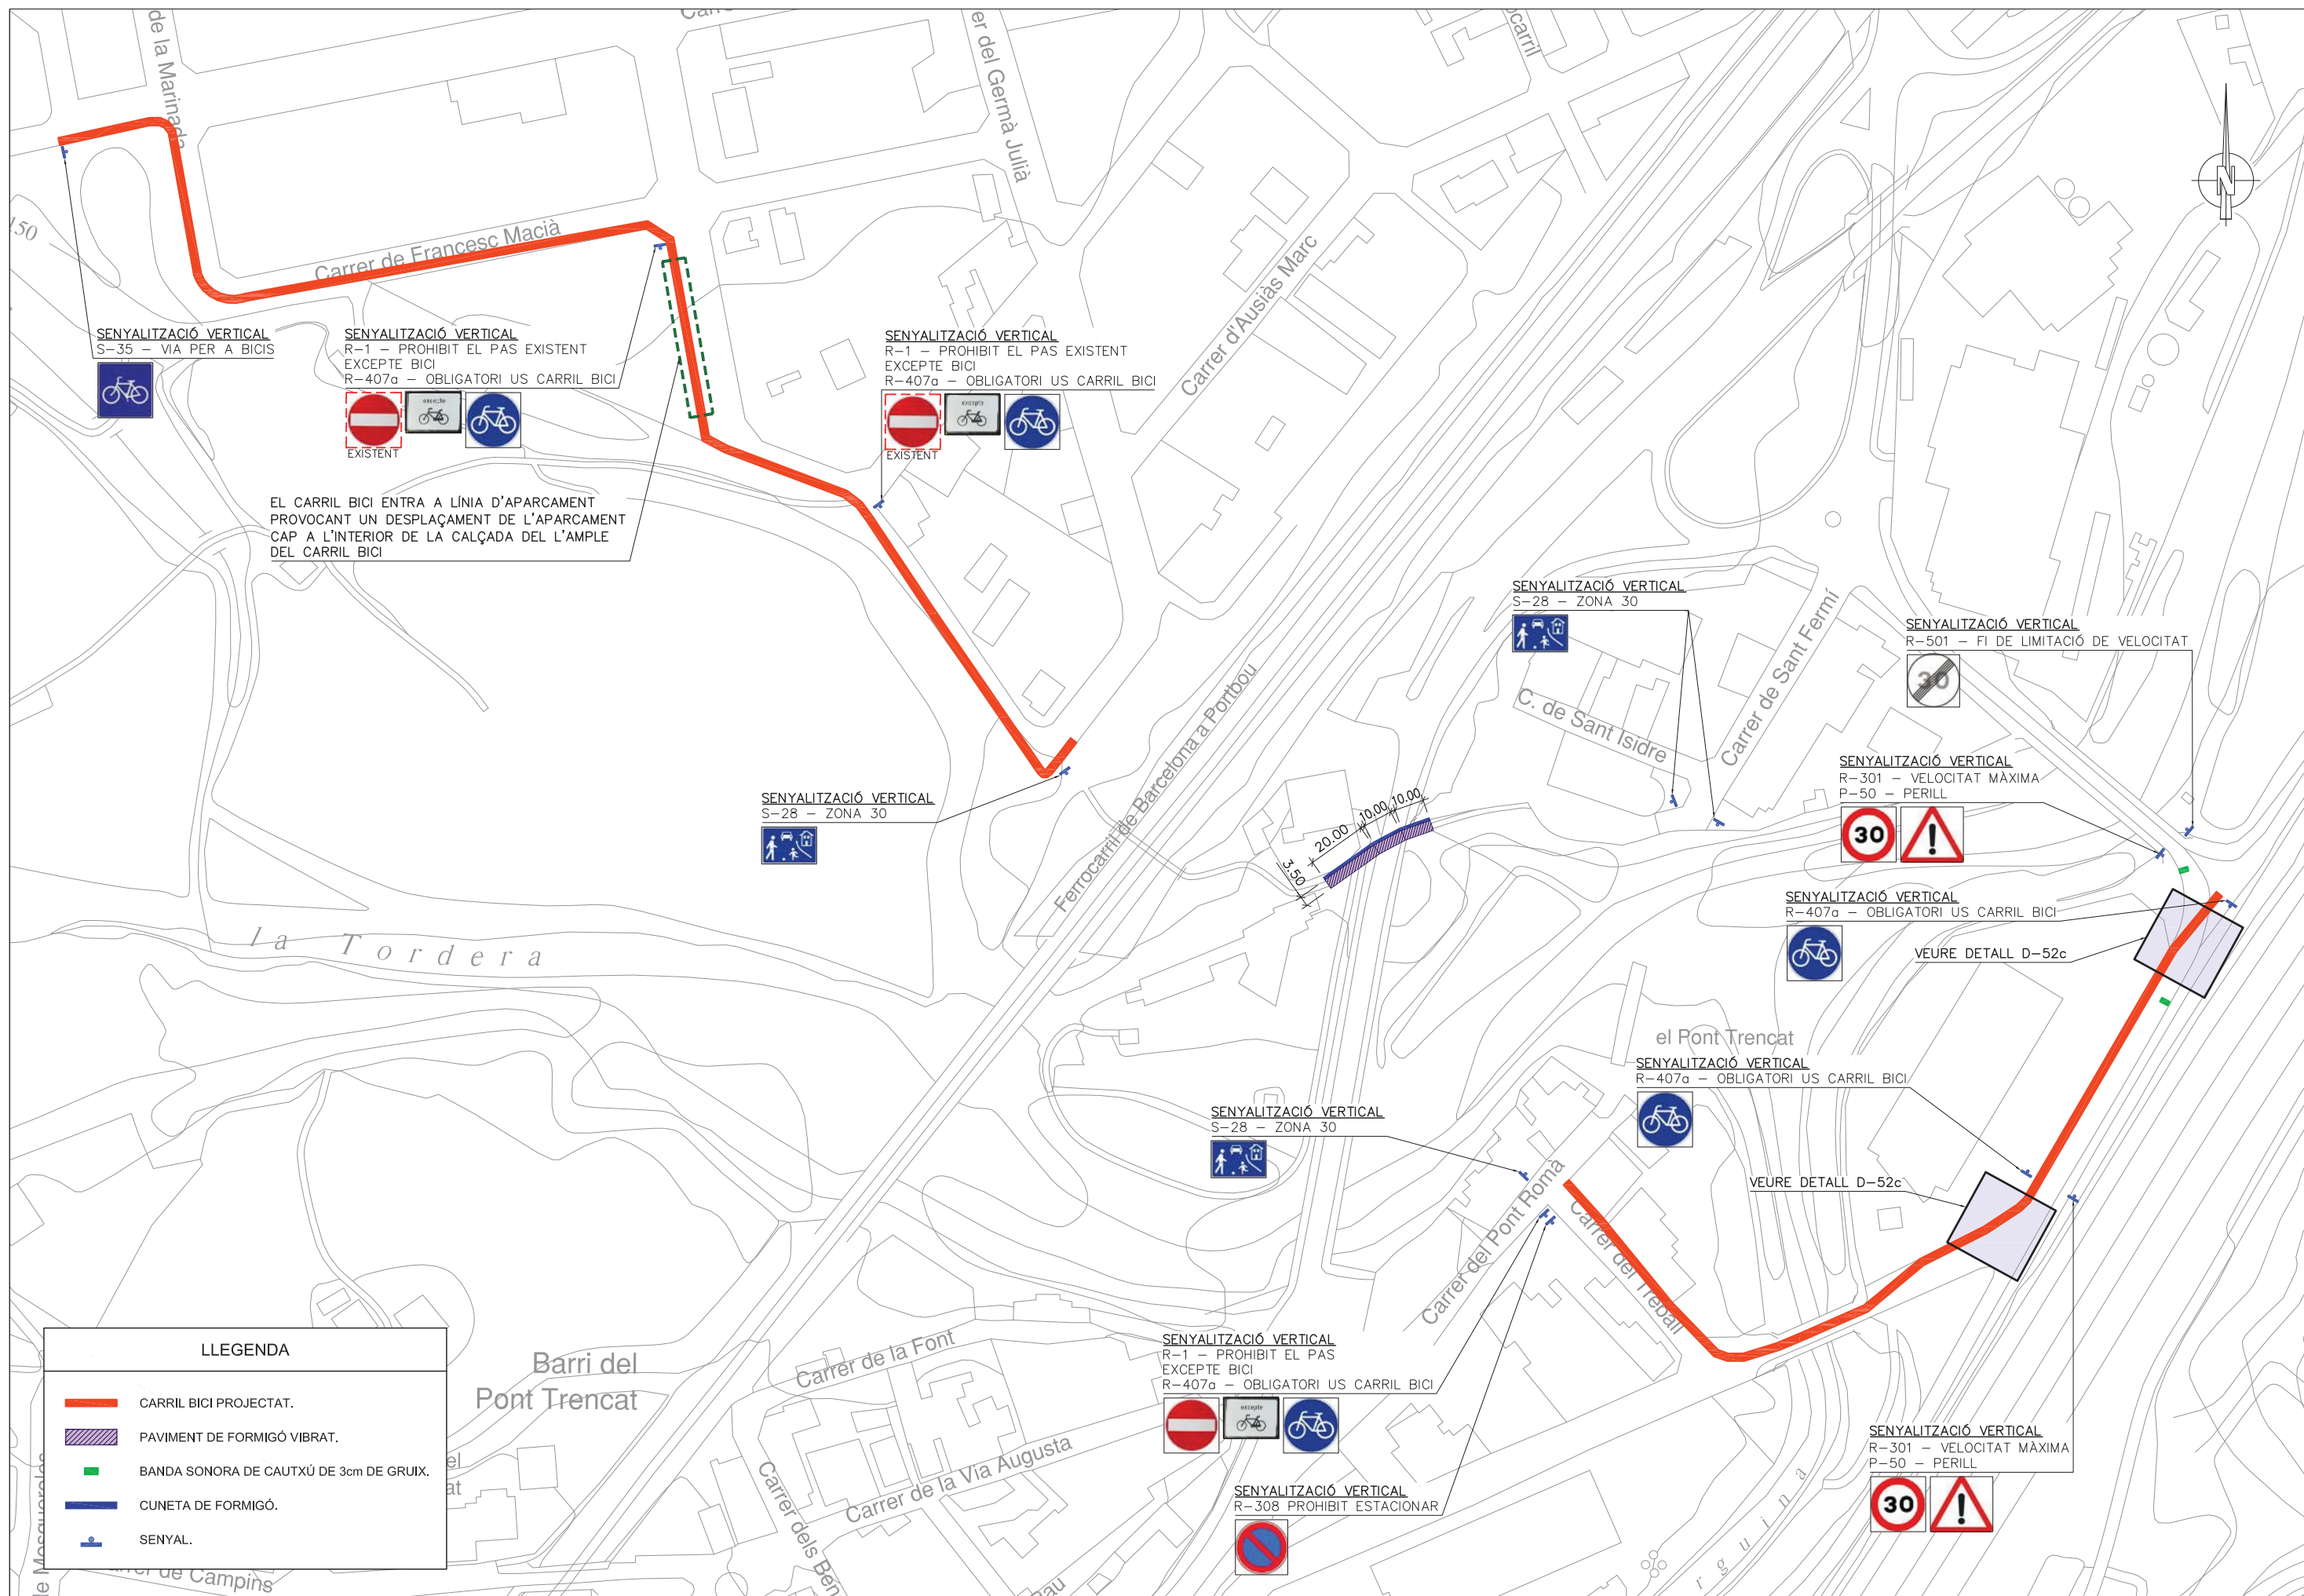 de la Marinada
er del Germà Julià
150
Carrer de Francesc Macià
Carrer d'Ausiàs Marc
N
SENYALITZACIÓ VERTICAL
S-35 - VIA PER A BICIS
SENYALITZACIÓ VERTICAL
R-1 - PROHIBIT EL PAS EXISTENT
EXCEPTE BICI
R-407a - OBLIGATORI US CARRIL BICI
excepte
EXISTENT
SENYALITZACIÓ VERTICAL
R-1 - PROHIBIT EL PAS EXISTENT
EXCEPTE BICI
R-407a - OBLIGATORI US CARRIL BICI
excepte
EXISTENT
EL CARRIL BICI ENTRA A LÍNIA D'APARCAMENT
PROVOCANT UN DESPLAÇAMENT DE L'APARCAMENT
CAP A L'INTERIOR DE LA CALÇADA DEL L'AMPLE
DEL CARRIL BICI
SENYALITZACIÓ VERTICAL
S-28 - ZONA 30
C. de Sant Isidre
Carrer de Sant Fermí
SENYALITZACIÓ VERTICAL
R-501 - FI DE LIMITACIÓ DE VELOCITAT
30
Ferrocarril de Barcelona a Portbou
SENYALITZACIÓ VERTICAL
S-28 - ZONA 30
20.00
10.00
10.00
3.50
SENYALITZACIÓ VERTICAL
R-301 - VELOCITAT MÀXIMA
P-50 - PERILL
30
SENYALITZACIÓ VERTICAL
R-407a - OBLIGATORI US CARRIL BICI
VEURE DETALL D-52c
la Tordera
el Pont Trencat
SENYALITZACIÓ VERTICAL
R-407a - OBLIGATORI US CARRIL BICI
SENYALITZACIÓ VERTICAL
S-28 - ZONA 30
VEURE DETALL D-52c
Carrer del Pont Romà
Carrer del Treball
SENYALITZACIÓ VERTICAL
R-1 - PROHIBIT EL PAS
EXCEPTE BICI
R-407a - OBLIGATORI US CARRIL BICI
excepte
SENYALITZACIÓ VERTICAL
R-308 PROHIBIT ESTACIONAR
SENYALITZACIÓ VERTICAL
R-301 - VELOCITAT MÀXIMA
P-50 - PERILL
30
Barri del
Pont Trencat
Carrer de la Font
Carrer de la Via Augusta
Carrer dels Ben
rguina
LLEGENDA
CARRIL BICI PROJECTAT.
PAVIMENT DE FORMIGÓ VIBRAT.
BANDA SONORA DE CAUTXÚ DE 3cm DE GRUIX.
CUNETA DE FORMIGÓ.
SENYAL.
el
at
de Campins